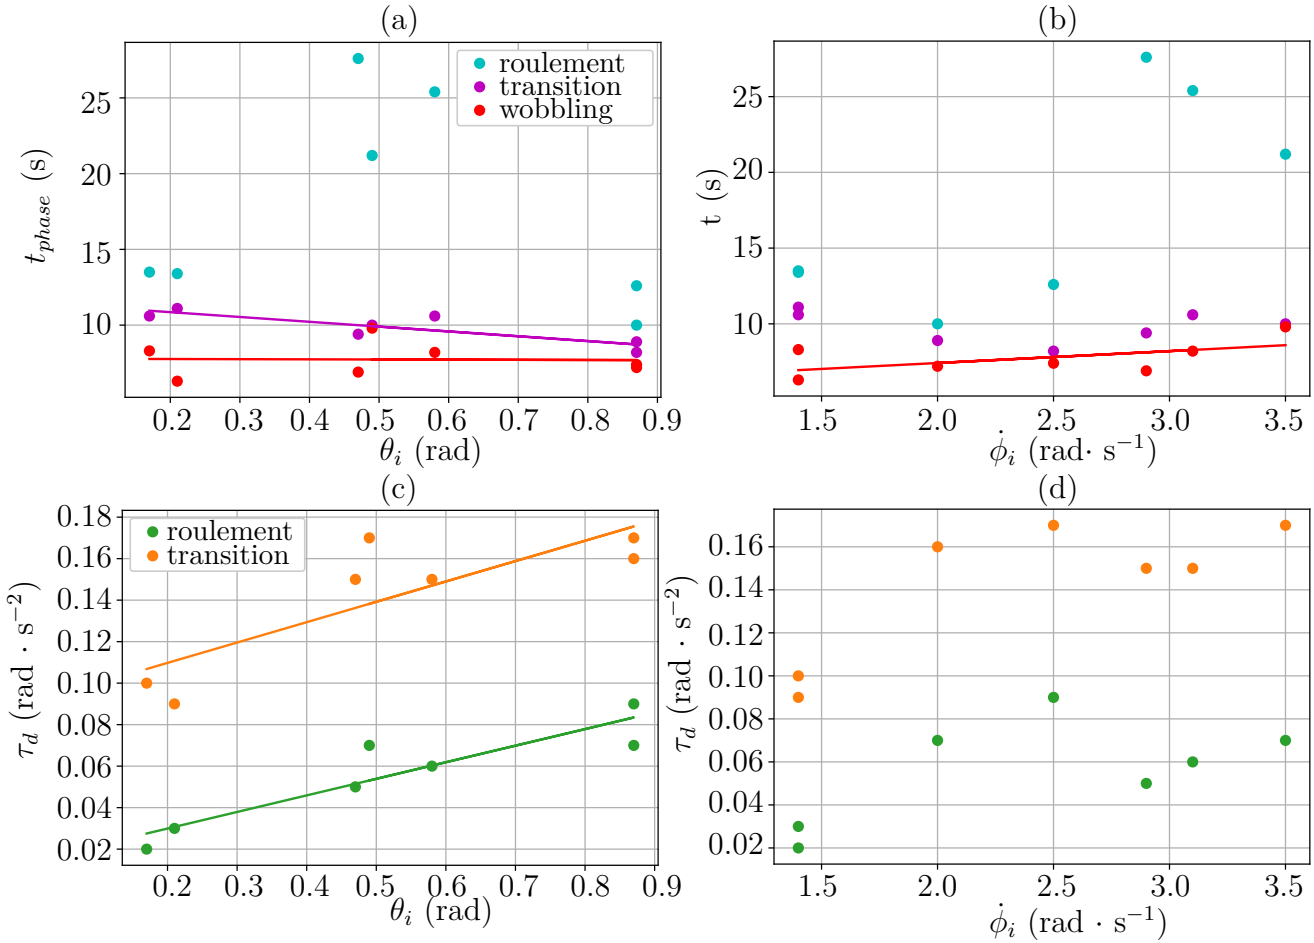 (a)
t_{phase} (s)
25
20
15
10
roulement
transition
wobbling
0.2 0.3 0.4 0.5 0.6 0.7 0.8 0.9
θ_i (rad)
(b)
t (s)
25
20
15
10
1.5 2.0 2.5 3.0 3.5
ϕ̇_i (rad· s⁻¹)
(c)
τ_d (rad · s⁻²)
0.18
0.16
0.14
0.12
0.10
0.08
0.06
0.04
0.02
roulement
transition
0.2 0.3 0.4 0.5 0.6 0.7 0.8 0.9
θ_i (rad)
(d)
τ_d (rad · s⁻²)
0.16
0.14
0.12
0.10
0.08
0.06
0.04
0.02
1.5 2.0 2.5 3.0 3.5
ϕ̇_i (rad · s⁻¹)